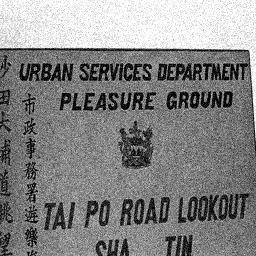 沙田大埔道眺望
市政事務署遊樂
URBAN SERVICES DEPARTMENT
PLEASURE GROUND
TAI PO ROAD LOOKOUT
SHA TIN